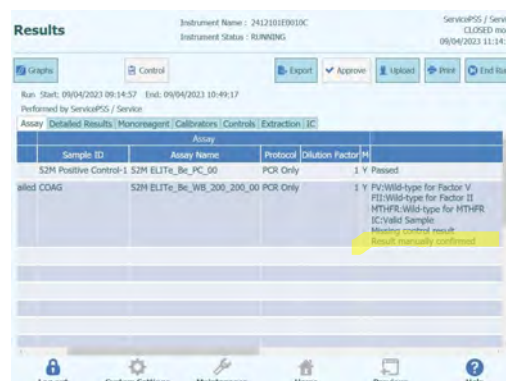 Results
Instrument Name : 2412101E0010C
Instrument Status : RUNNING
ServicePSS / Servi
CLOSED mo
09/04/2023 11:14:
Graphs
Control
Export
Approve
Upload
Print
End Run
Run Start: 09/04/2023 09:14:57 End: 09/04/2023 10:49:17
Performed by ServicePSS / Service
Assay Detailed Results Monoreagent Calibrators Controls Extraction IC
Assay
Sample ID Assay Name Protocol Dilution Factor M
S2M Positive Control-1 S2M ELITe_Be_PC_00 PCR Only 1 Y Passed
ailed COAG S2M ELITe_Be_WB_200_200_00 PCR Only 1 Y FV:Wild-type for Factor V
FII:Wild-type for Factor II
MTHFR:Wild-type for MTHFR
IC:Valid Sample
Missing control result
Result manually confirmed